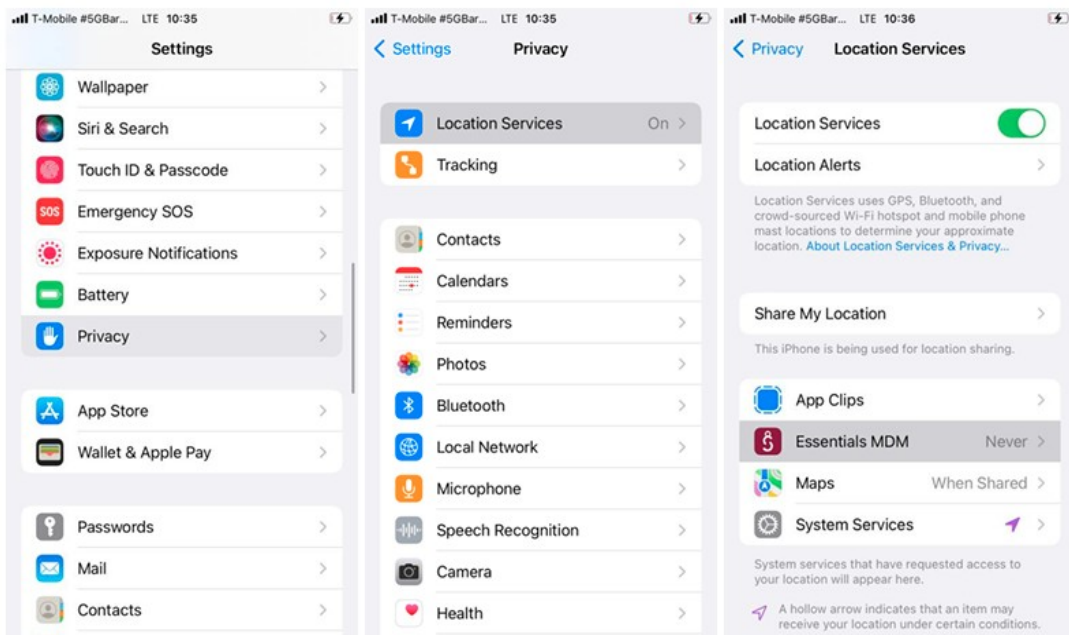 T-Mobile #5GBar... LTE 10:35
Settings
Wallpaper
Siri & Search
Touch ID & Passcode
SOS Emergency SOS
Exposure Notifications
Battery
Privacy
App Store
Wallet & Apple Pay
Passwords
Mail
Contacts
T-Mobile #5GBar... LTE 10:35
Settings Privacy
Location Services On
Tracking
Contacts
Calendars
Reminders
Photos
Bluetooth
Local Network
Microphone
Speech Recognition
Camera
Health
T-Mobile #5GBar... LTE 10:36
Privacy Location Services
Location Services
Location Alerts
Location Services uses GPS, Bluetooth, and
crowd-sourced Wi-Fi hotspot and mobile phone
mast locations to determine your approximate
location. About Location Services & Privacy...
Share My Location
This iPhone is being used for location sharing.
App Clips
Essentials MDM Never
Maps When Shared
System Services
System services that have requested access to
your location will appear here.
A hollow arrow indicates that an item may
receive your location under certain conditions.